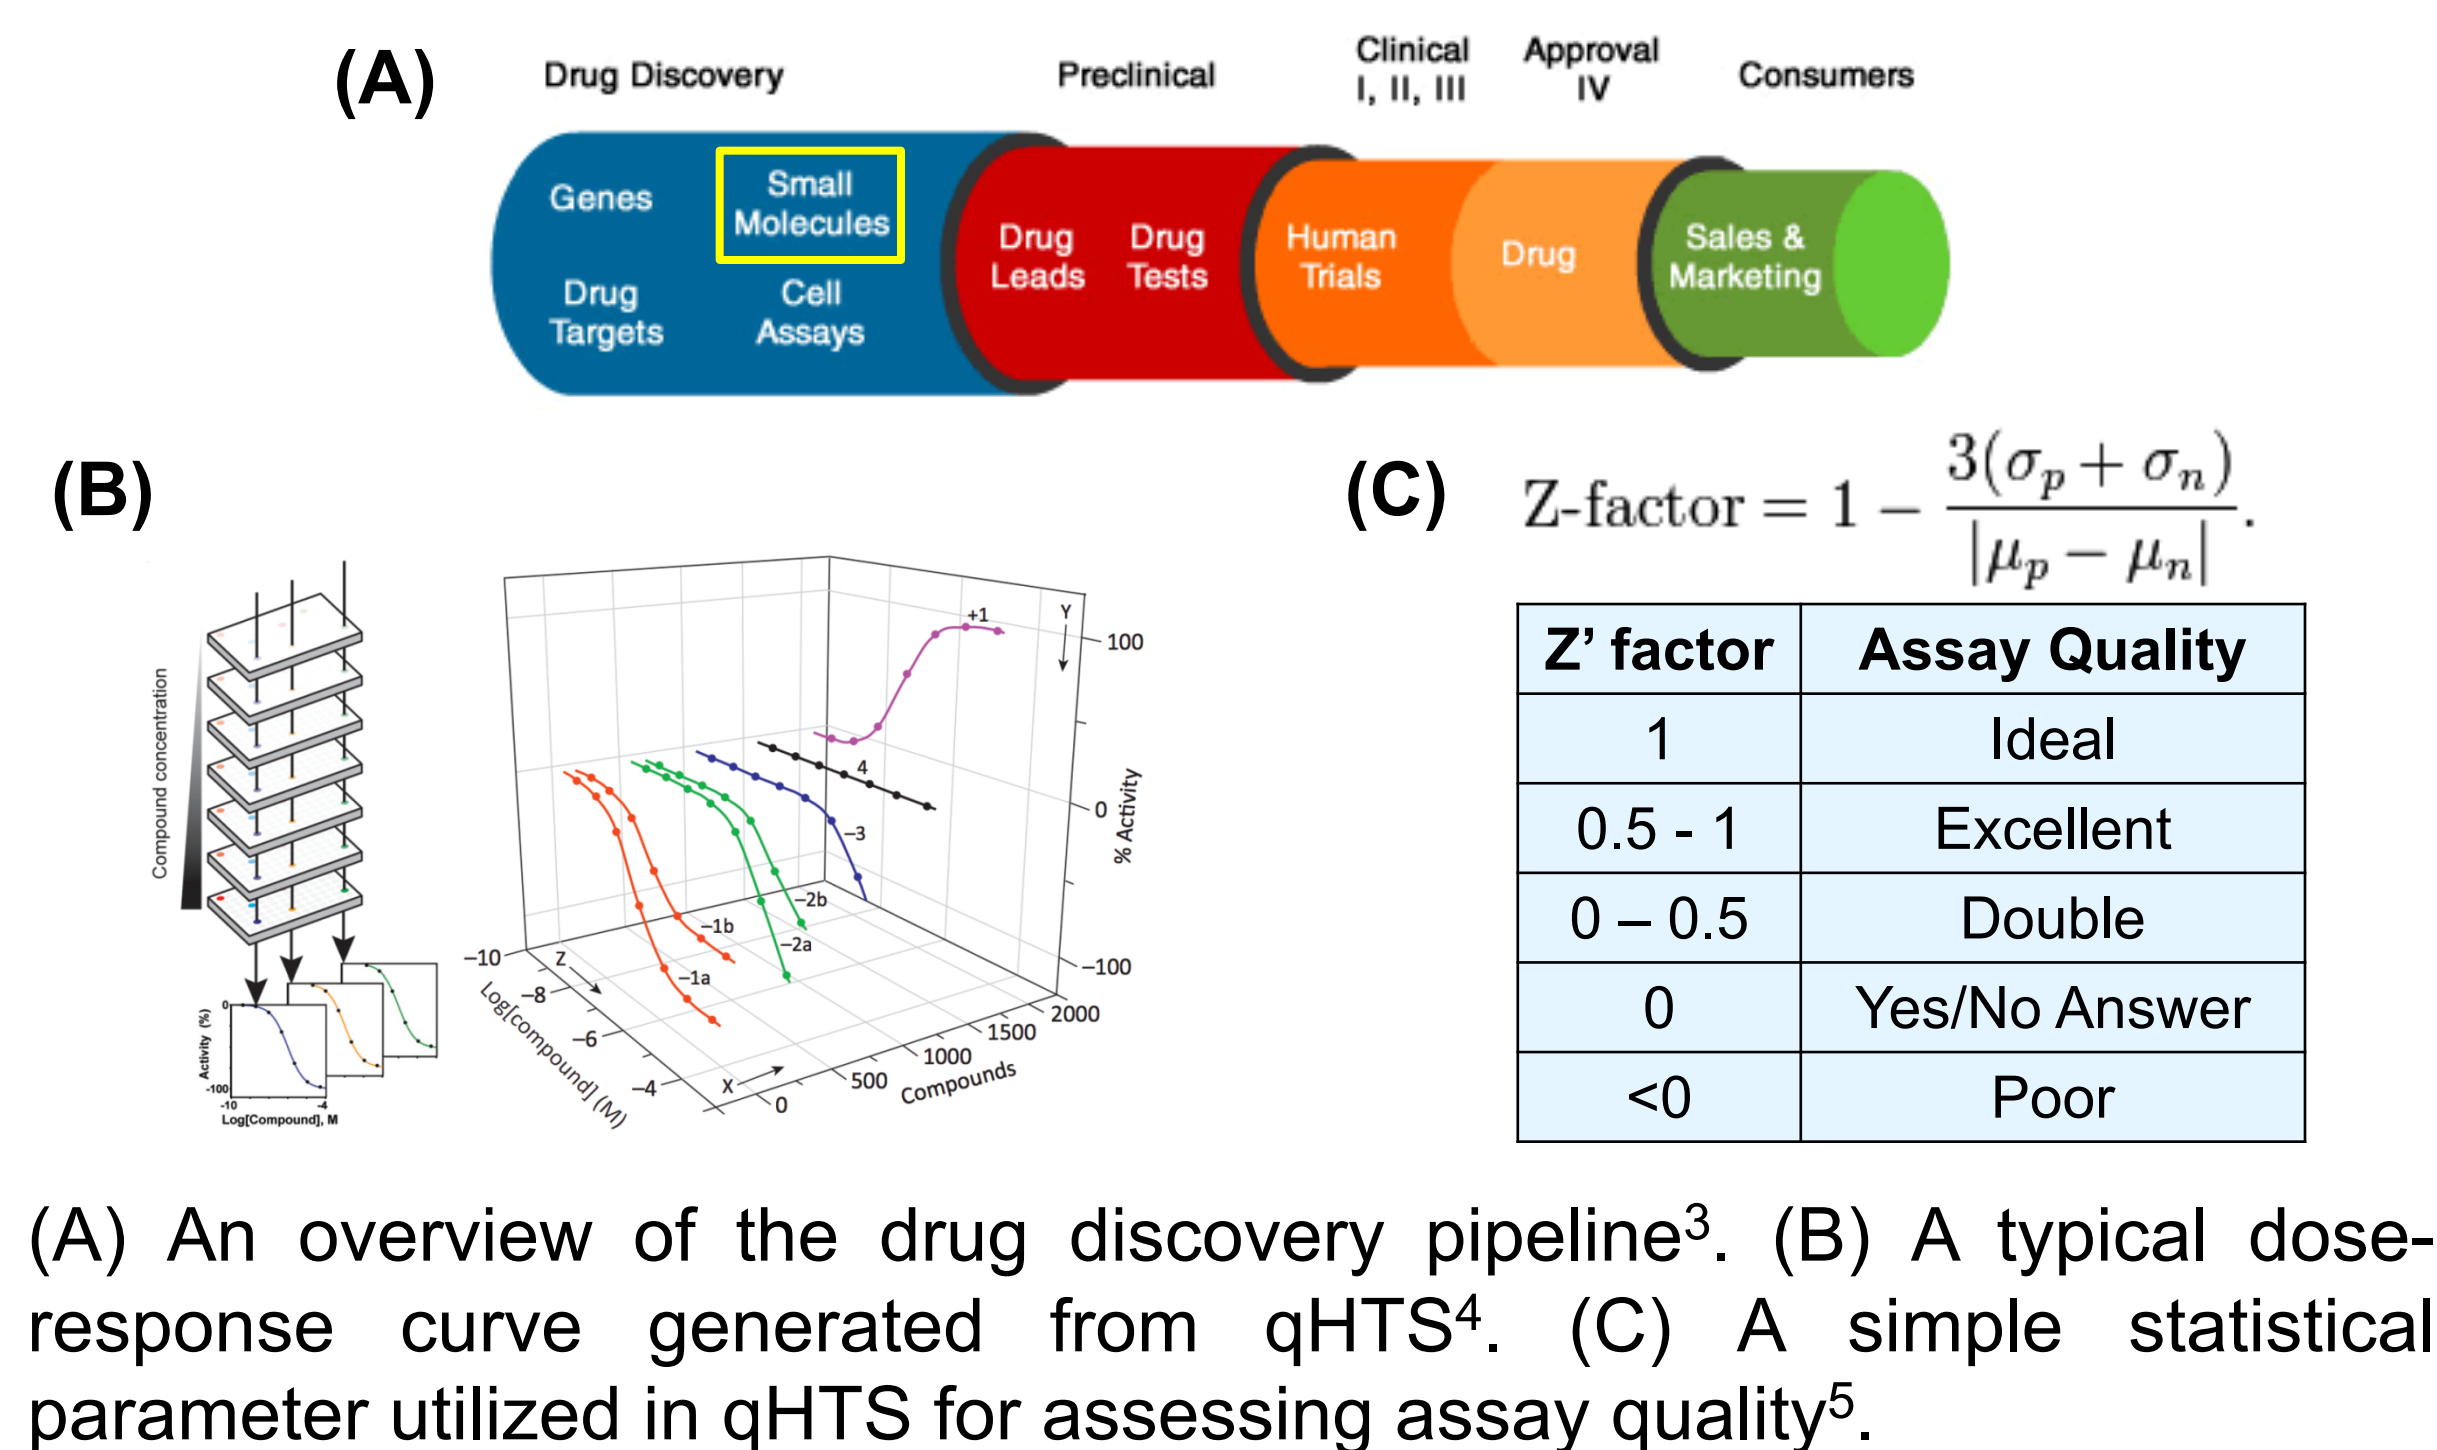 (A)
Drug Discovery
Preclinical
Clinical
I, II, III
Approval
IV
Consumers
Genes
Small
Molecules
Drug
Targets
Cell
Assays
Drug
Leads
Drug
Tests
Human
Trials
Drug
Sales &
Marketing
(B)
Compound concentration
Activity (%)
0
-100
-10
-4
Log[Compound], M
+1
4
−3
−2b
−2a
−1b
−1a
Y
100
0
−100
% Activity
−10
−8
−6
−4
Z
Log[compound] (M)
X
0
500
1000
1500
2000
Compounds
(C)
Z-factor = 1 − 3(σp + σn) / |μp − μn|.
Z’ factor Assay Quality
1 Ideal
0.5 - 1 Excellent
0 – 0.5 Double
0 Yes/No Answer
<0 Poor
(A) An overview of the drug discovery pipeline³. (B) A typical dose-
response curve generated from qHTS⁴. (C) A simple statistical
parameter utilized in qHTS for assessing assay quality⁵.